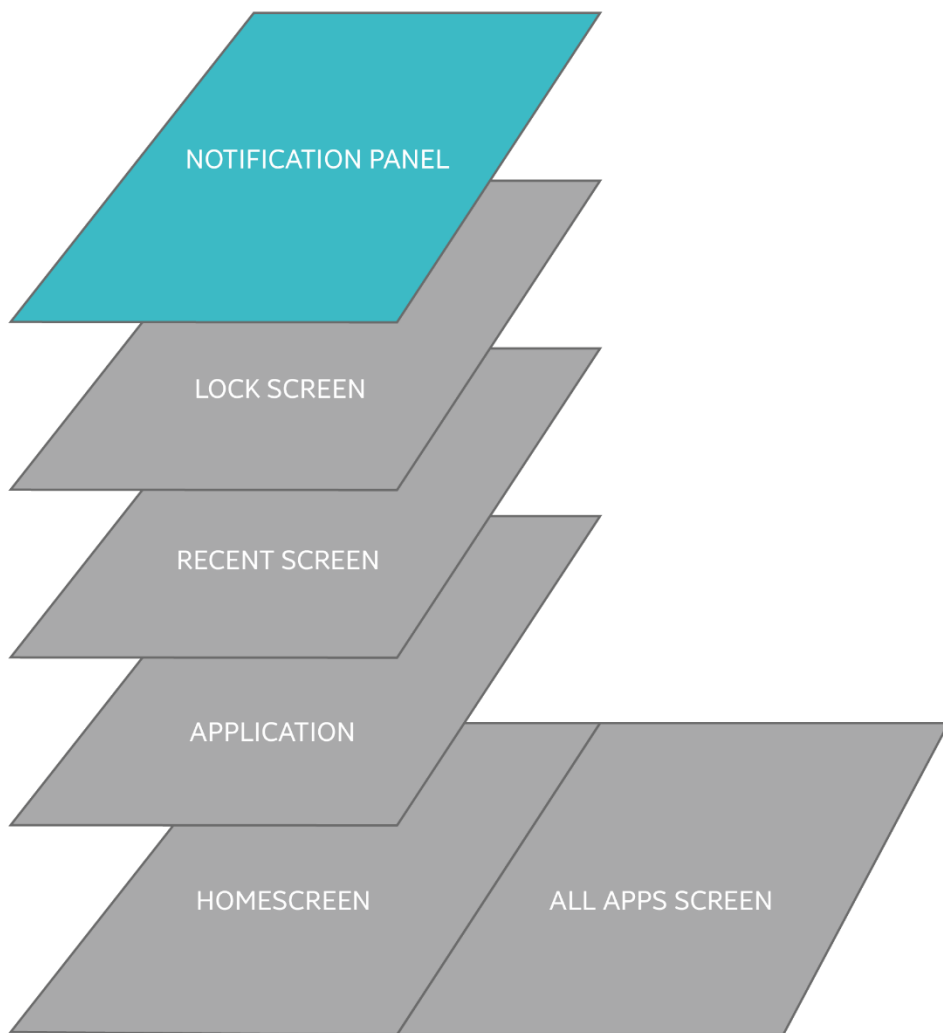 NOTIFICATION PANEL
LOCK SCREEN
RECENT SCREEN
APPLICATION
HOMESCREEN
ALL APPS SCREEN